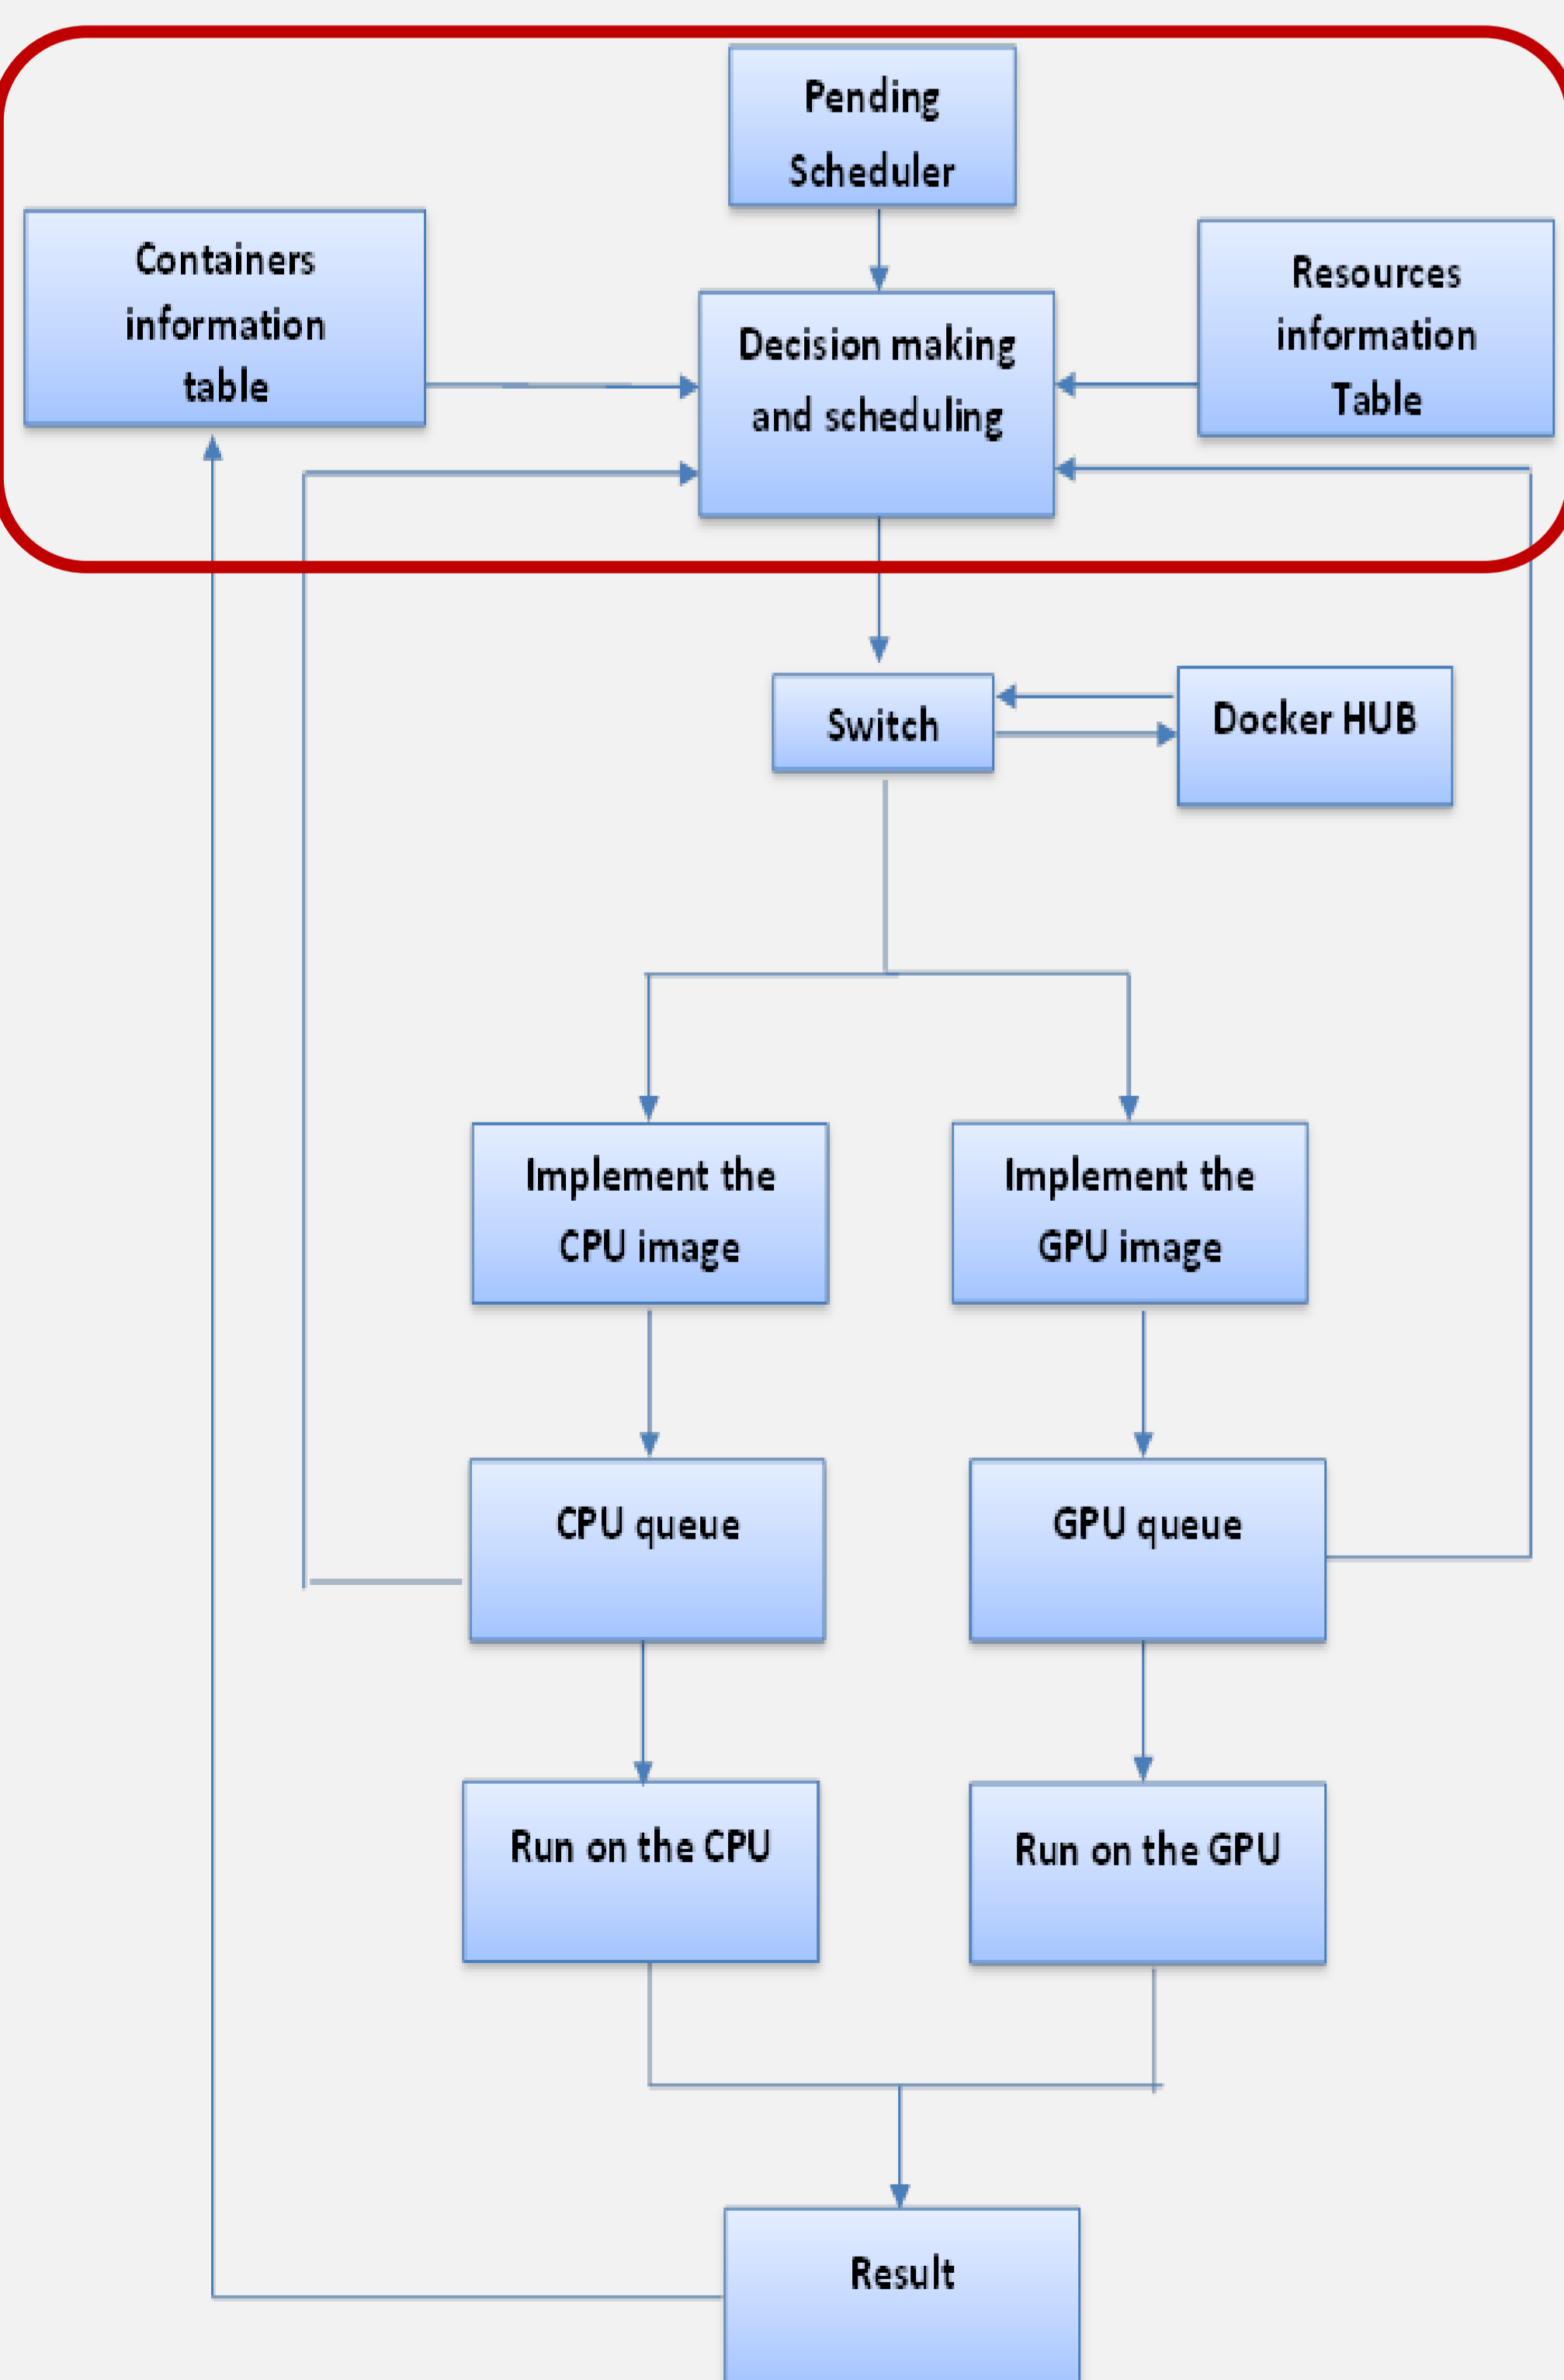 Pending
Scheduler
Containers
information
table
Decision making
and scheduling
Resources
information
Table
Switch
Docker HUB
Implement the
CPU image
Implement the
GPU image
CPU queue
GPU queue
Run on the CPU
Run on the GPU
Result